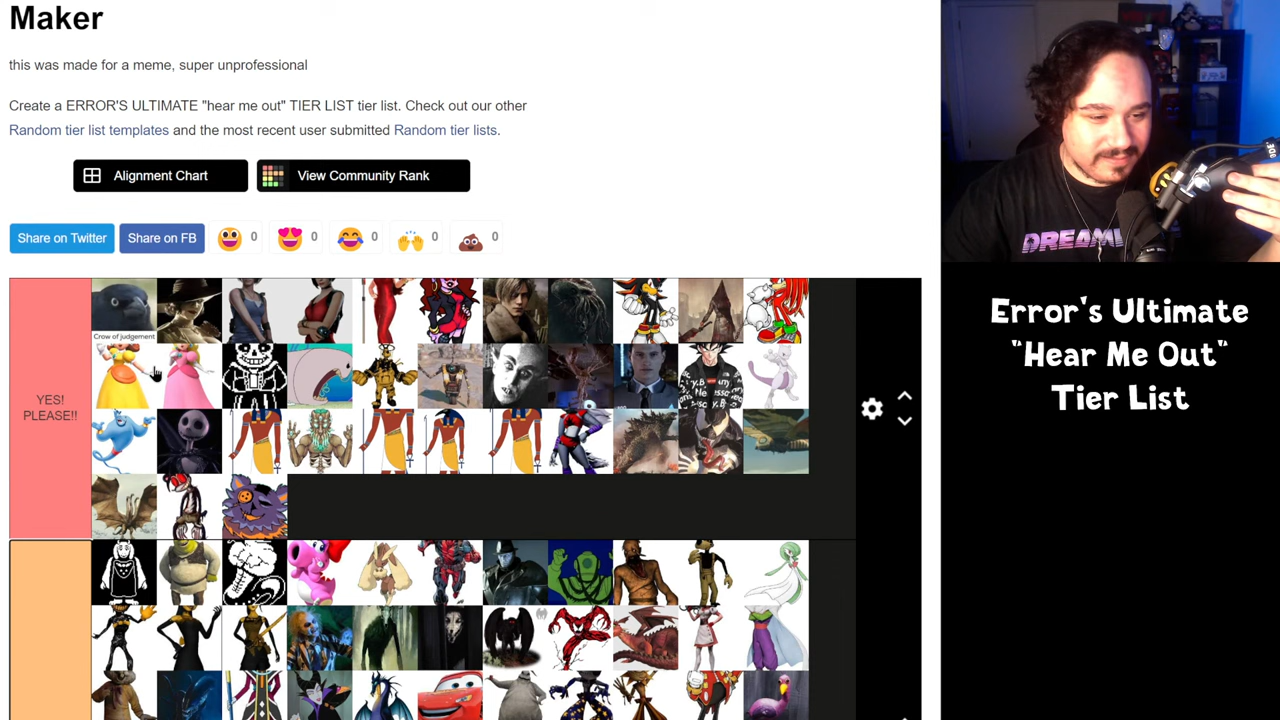 Maker
this was made for a meme, super unprofessional
Create a ERROR'S ULTIMATE "hear me out" TIER LIST tier list. Check out our other
Random tier list templates and the most recent user submitted Random tier lists.
Alignment Chart
View Community Rank
Share on Twitter
Share on FB
0
0
0
0
0
Crow of judgement
YES!
PLEASE!!
DREAM
Error's Ultimate
"Hear Me Out"
Tier List